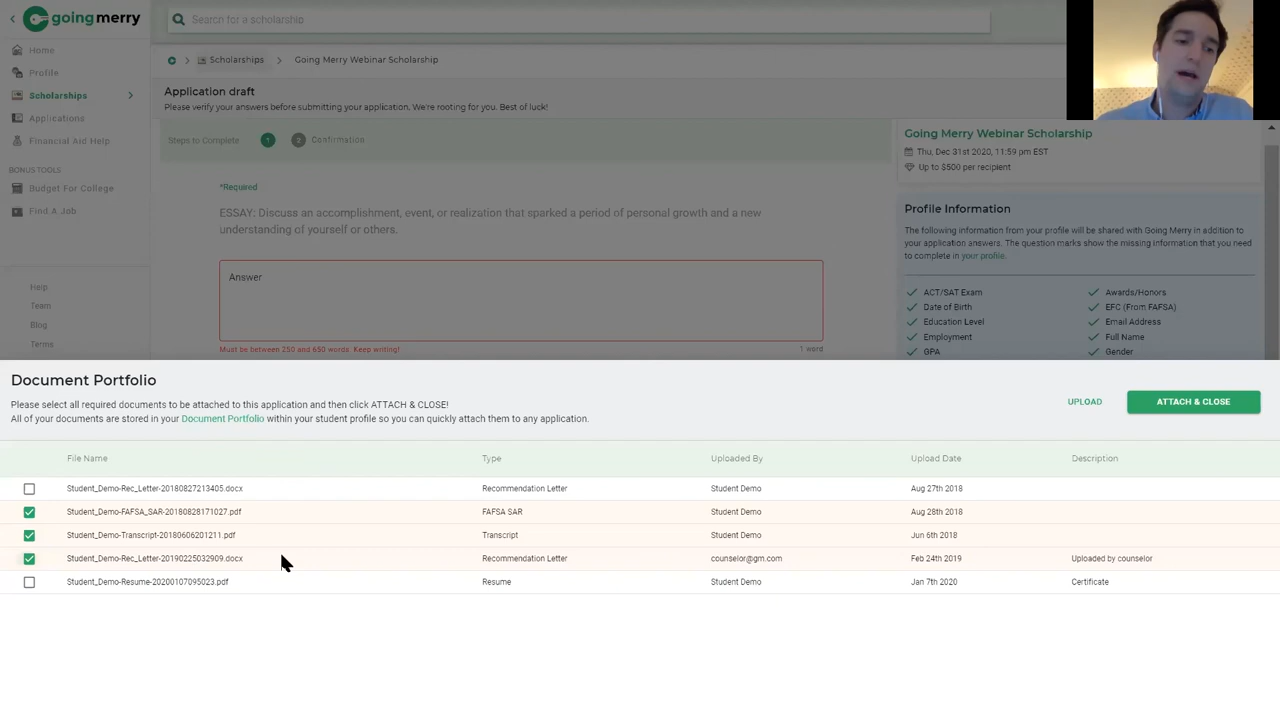 going merry
Search for a scholarship
Home
Profile
Scholarships
Applications
Financial Aid Help
BONUS TOOLS
Budget For College
Find A Job
Help
Team
Blog
Terms
Scholarships > Going Merry Webinar Scholarship
Application draft
Please verify your answers before submitting your application. We're rooting for you. Best of luck!
Steps to Complete 1 2 Confirmation
*Required
ESSAY: Discuss an accomplishment, event, or realization that sparked a period of personal growth and a new
understanding of yourself or others.
Answer
Must be between 250 and 650 words. Keep writing! 1 word
Going Merry Webinar Scholarship
Thu, Dec 31st 2020, 11:59 pm EST
Up to $500 per recipient
Profile Information
The following information from your profile will be shared with Going Merry in addition to
your application answers. The question marks show the missing information that you need
to complete in your profile.
ACT/SAT Exam Awards/Honors
Date of Birth EFC (From FAFSA)
Education Level Email Address
Employment Full Name
GPA Gender
Document Portfolio
Please select all required documents to be attached to this application and then click ATTACH & CLOSE!
All of your documents are stored in your Document Portfolio within your student profile so you can quickly attach them to any application.
UPLOAD ATTACH & CLOSE
File Name Type Uploaded By Upload Date Description
Student_Demo-Rec_Letter-20180827213405.docx Recommendation Letter Student Demo Aug 27th 2018
Student_Demo-FAFSA_SAR-20180828171027.pdf FAFSA SAR Student Demo Aug 28th 2018
Student_Demo-Transcript-20180606201211.pdf Transcript Student Demo Jun 6th 2018
Student_Demo-Rec_Letter-20190225032909.docx Recommendation Letter counselor@gm.com Feb 24th 2019 Uploaded by counselor
Student_Demo-Resume-20200107095023.pdf Resume Student Demo Jan 7th 2020 Certificate